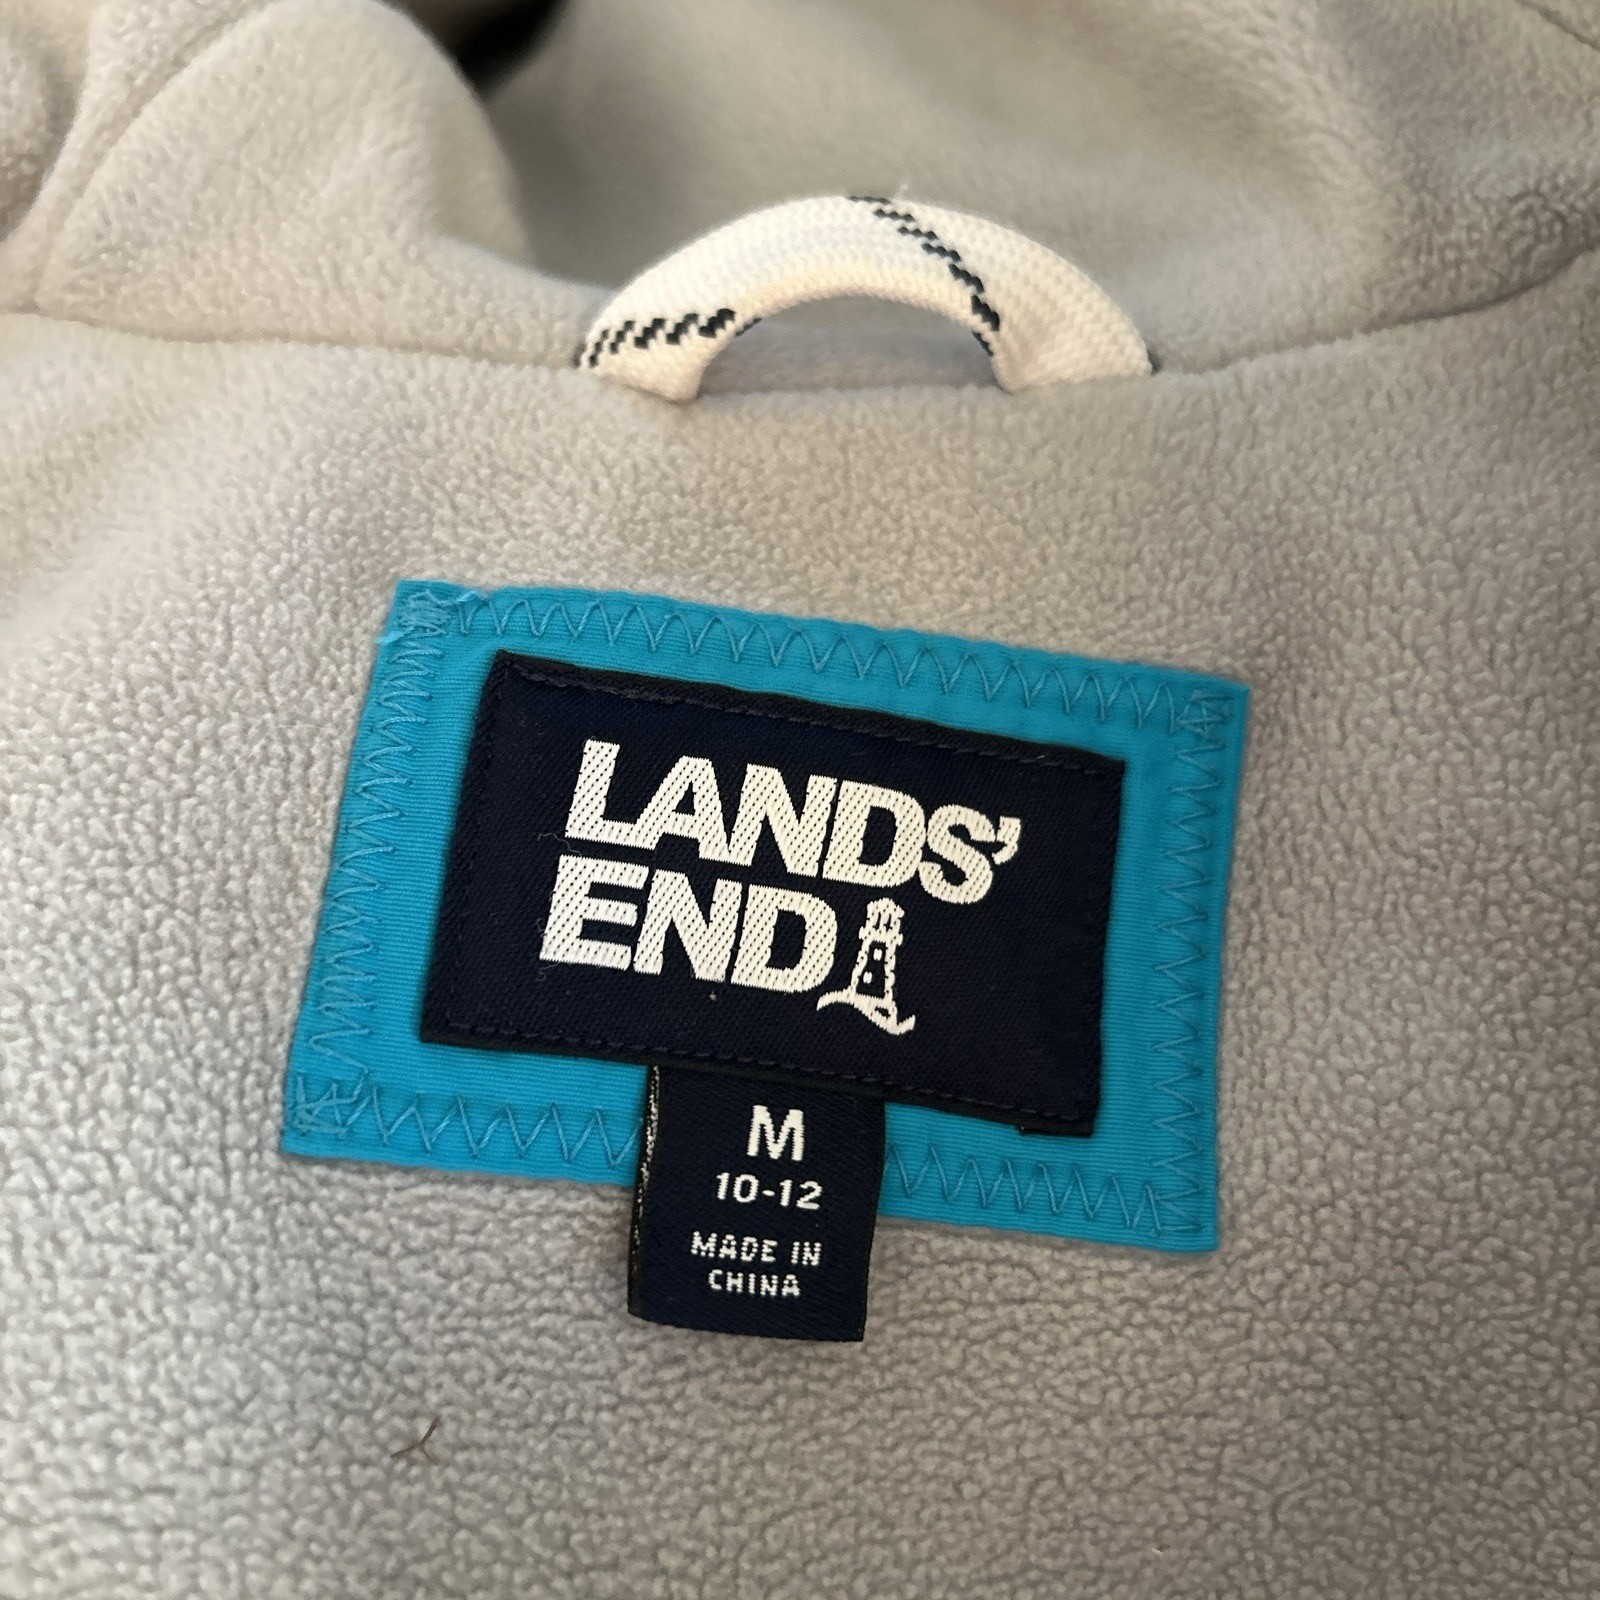 LANDS'
END
M
10-12
MADE IN
CHINA